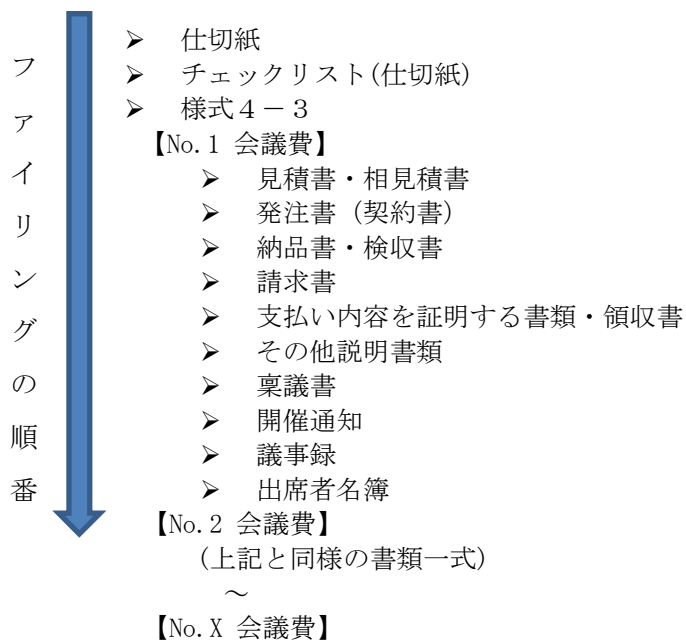 ファイリングの順番
➢ 仕切紙
➢ チェックリスト(仕切紙)
➢ 様式４－３
【No.1 会議費】
➢ 見積書・相見積書
➢ 発注書（契約書）
➢ 納品書・検収書
➢ 請求書
➢ 支払い内容を証明する書類・領収書
➢ その他説明書類
➢ 稟議書
➢ 開催通知
➢ 議事録
➢ 出席者名簿
【No.2 会議費】
(上記と同様の書類一式)
～
【No.X 会議費】